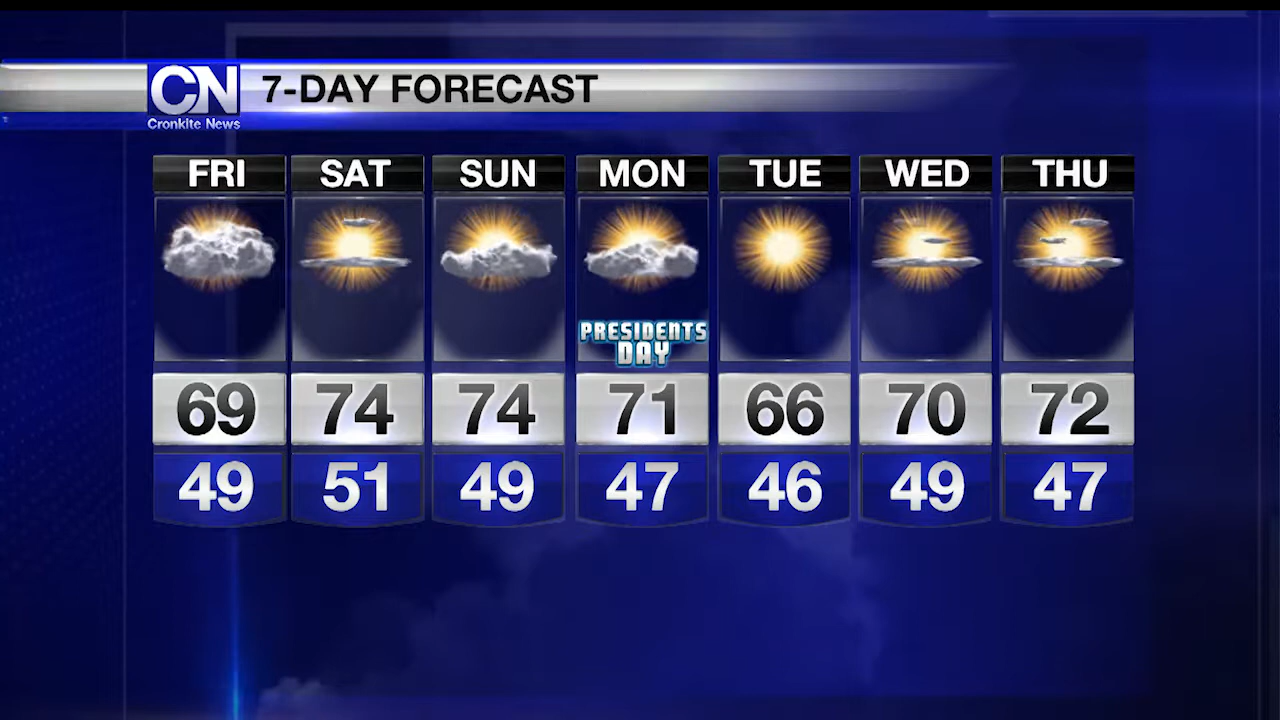 CN
Cronkite News
7-DAY FORECAST
FRI SAT SUN MON TUE WED THU
PRESIDENTS
DAY
69 74 74 71 66 70 72
49 51 49 47 46 49 47